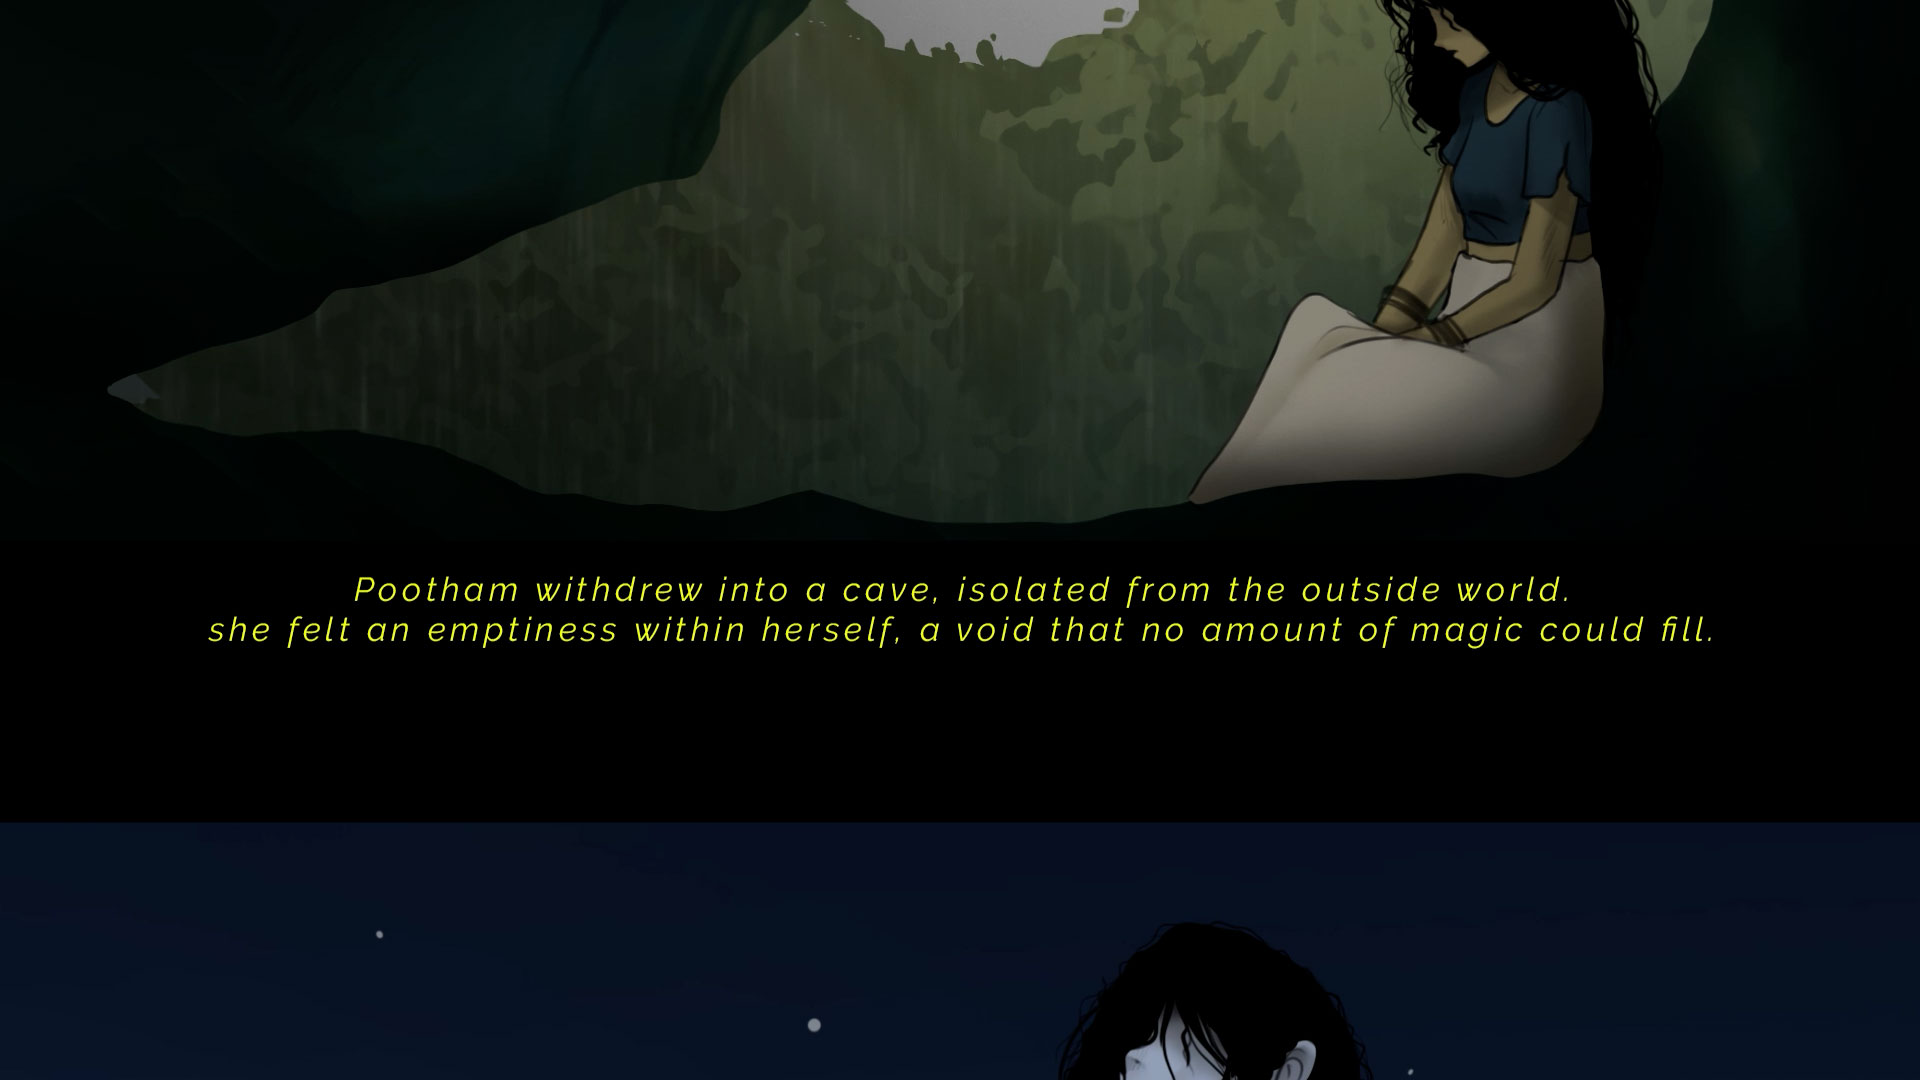 Pootham withdrew into a cave, isolated from the outside world.
she felt an emptiness within herself, a void that no amount of magic could fill.